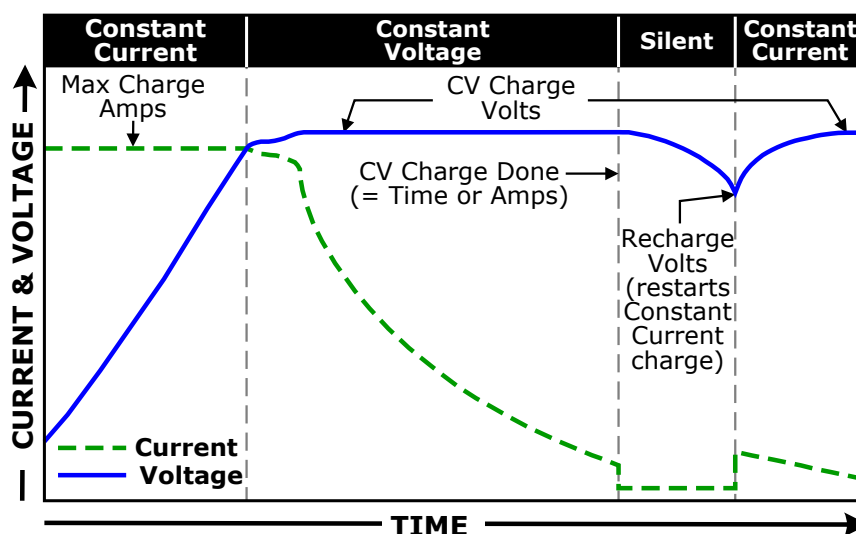 Constant
Current
Constant
Voltage
Silent
Constant
Current
Max Charge
Amps
CV Charge
Volts
CV Charge Done
(= Time or Amps)
Recharge
Volts
(restarts
Constant
Current
charge)
CURRENT & VOLTAGE
Current
Voltage
TIME